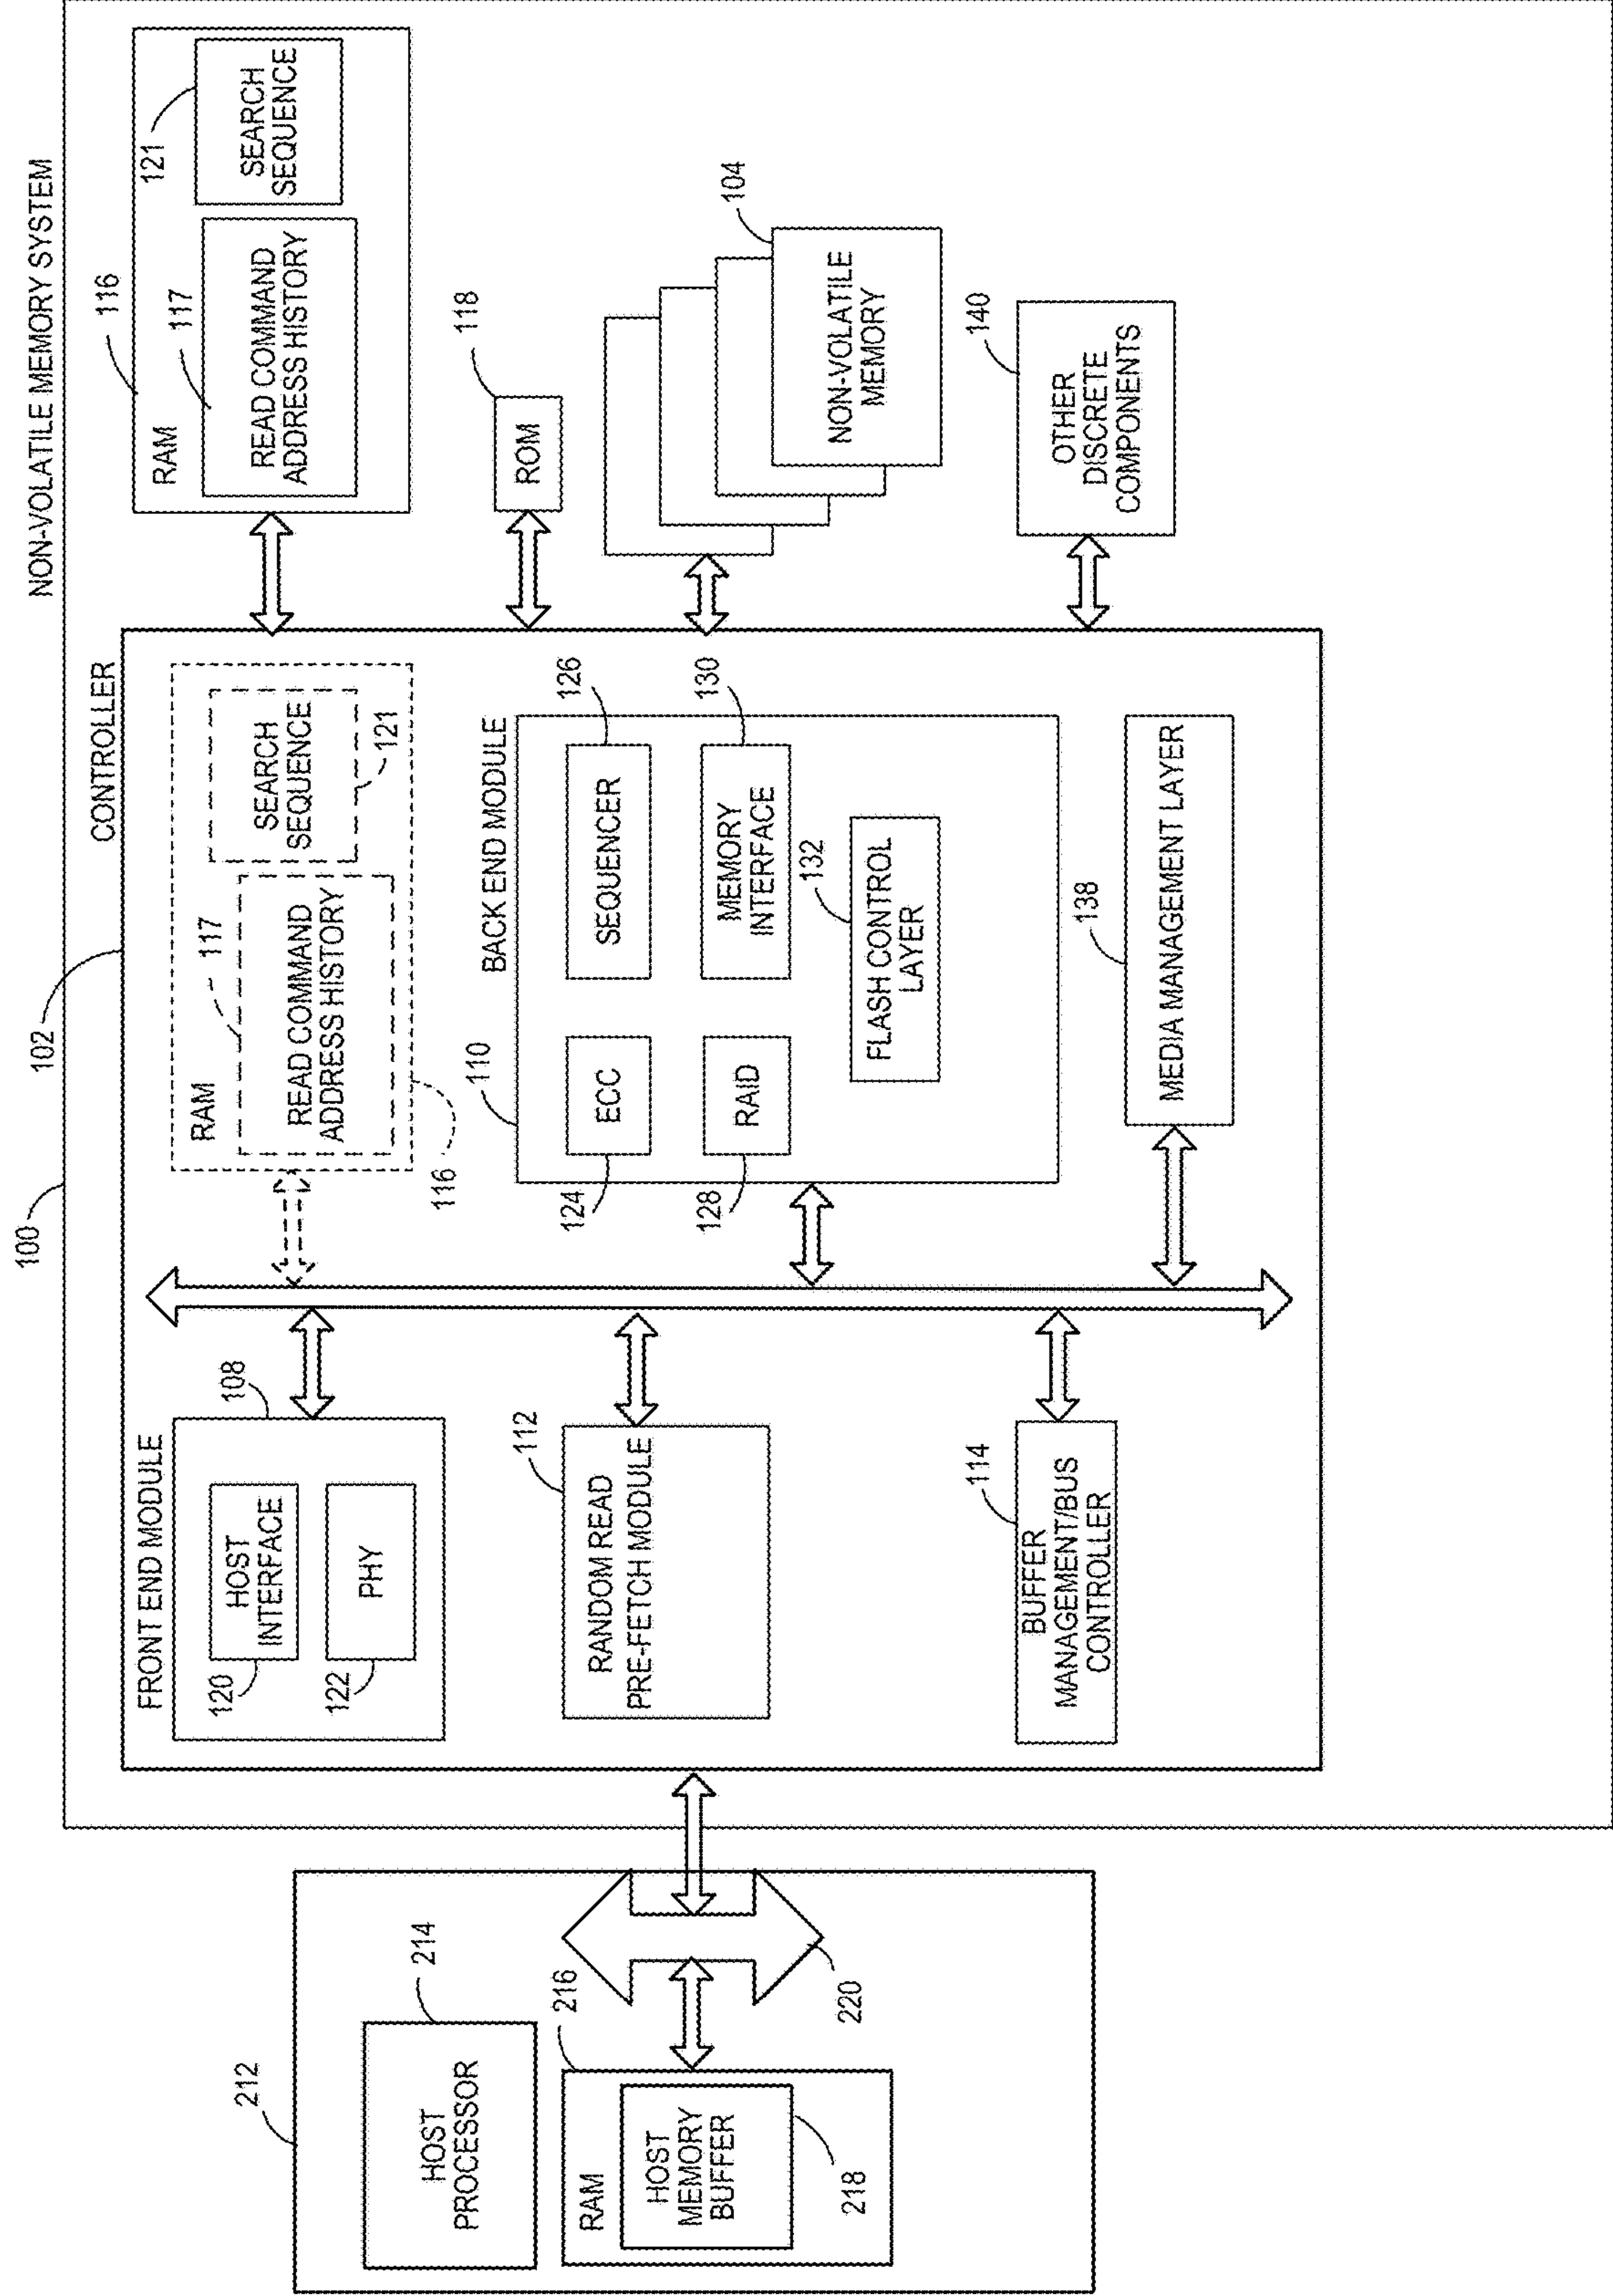 NON-VOLATILE MEMORY SYSTEM
100
102
CONTROLLER
212
214
HOST
PROCESSOR
216
RAM
HOST
MEMORY
BUFFER
218
220
FRONT END MODULE
108
120
HOST
INTERFACE
122
PHY
112
RANDOM READ
PRE-FETCH MODULE
114
BUFFER
MANAGEMENT/BUS
CONTROLLER
RAM
117
READ COMMAND
ADDRESS HISTORY
SEARCH
SEQUENCE
121
116
110
BACK END MODULE
124
ECC
SEQUENCER
126
128
RAID
MEMORY
INTERFACE
130
132
FLASH CONTROL
LAYER
138
MEDIA MANAGEMENT LAYER
116
RAM
117
READ COMMAND
ADDRESS HISTORY
121
SEARCH
SEQUENCE
118
ROM
104
NON-VOLATILE
MEMORY
140
OTHER
DISCRETE
COMPONENTS